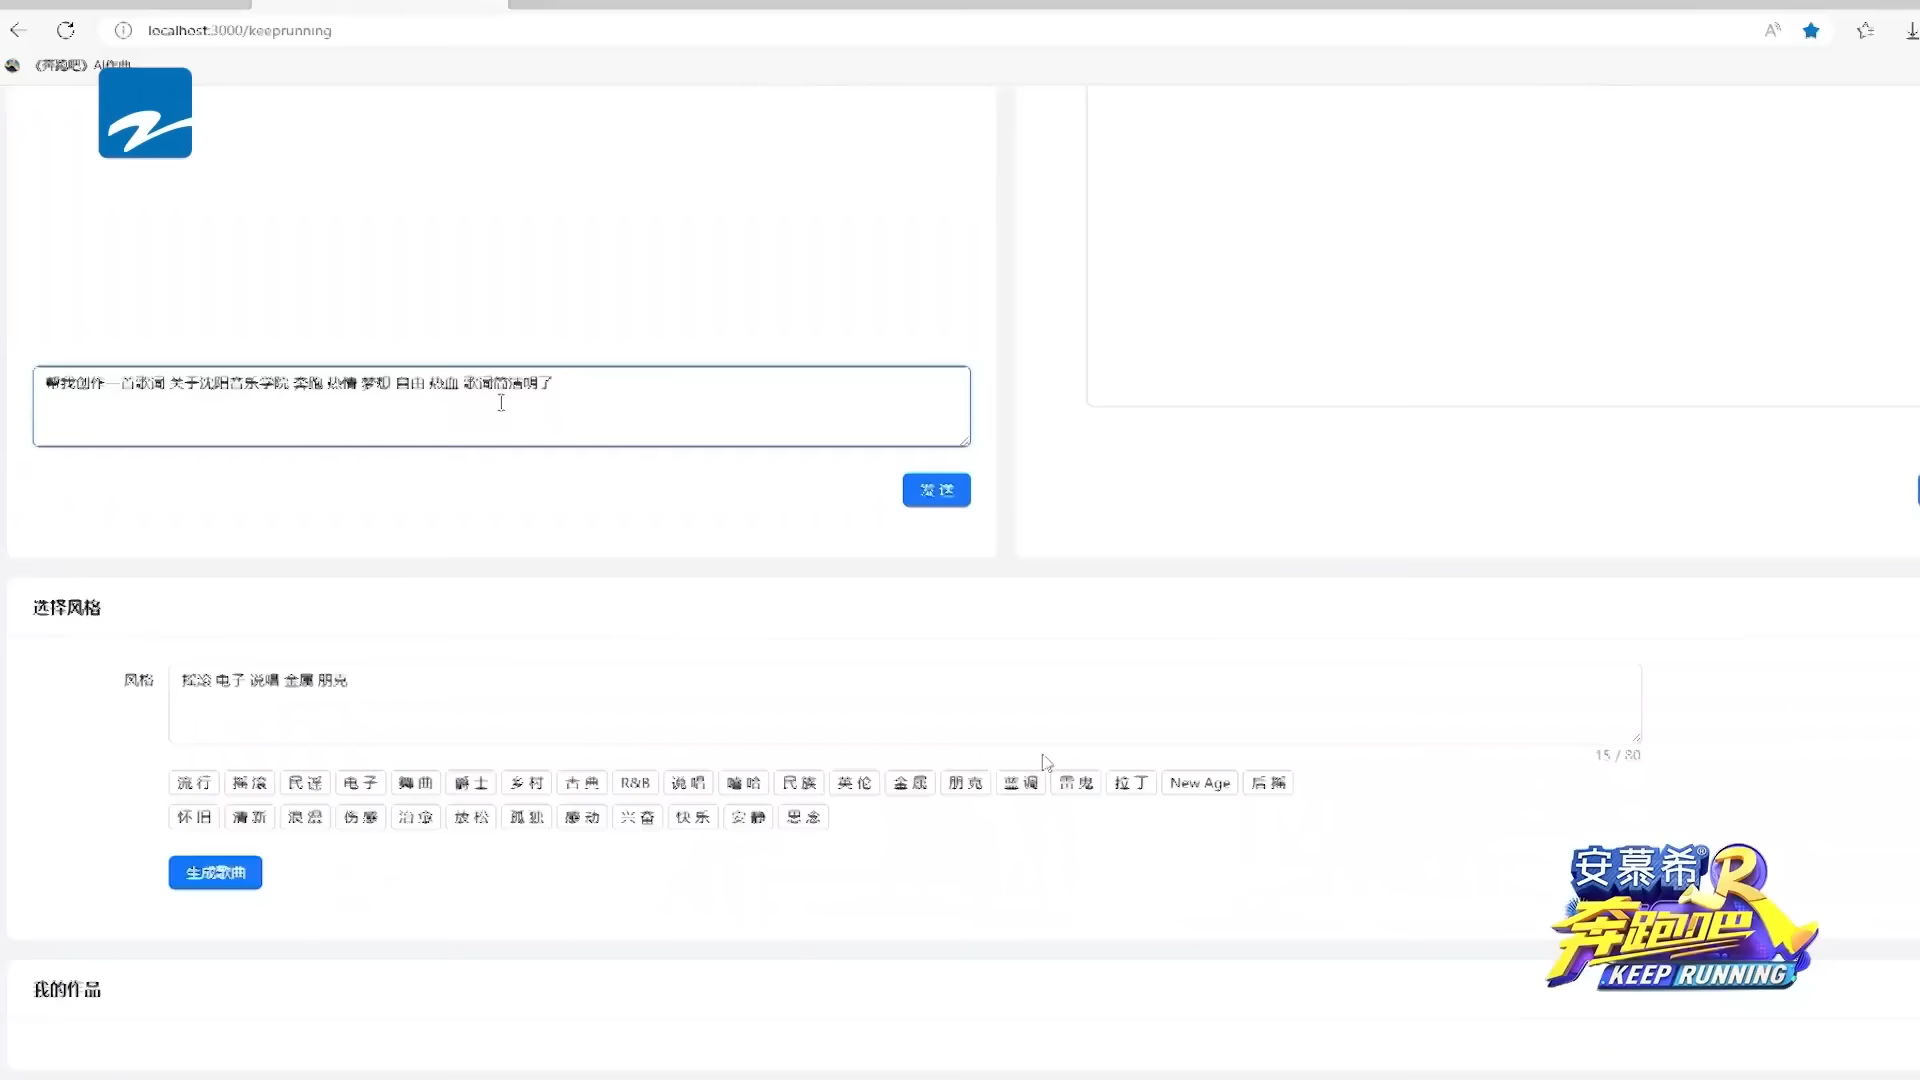 localhost:3000/keeprunning
《奔跑吧》AI作曲
帮我创作一首歌词 关于沈阳音乐学院 奔跑 热情 梦想 自由 热血 歌词简洁明了
发 送
选择风格
风格
摇滚 电子 说唱 金属 朋克
15 / 80
流行 摇滚 民谣 电子 舞曲 爵士 乡村 古典 R&B 说唱 嘻哈 民族 英伦 金属 朋克 蓝调 雷鬼 拉丁 New Age 后摇
怀旧 清新 浪漫 伤感 治愈 放松 孤独 感动 兴奋 快乐 安静 思念
生成歌曲
安慕希®
奔跑吧
KEEP RUNNING
我的作品